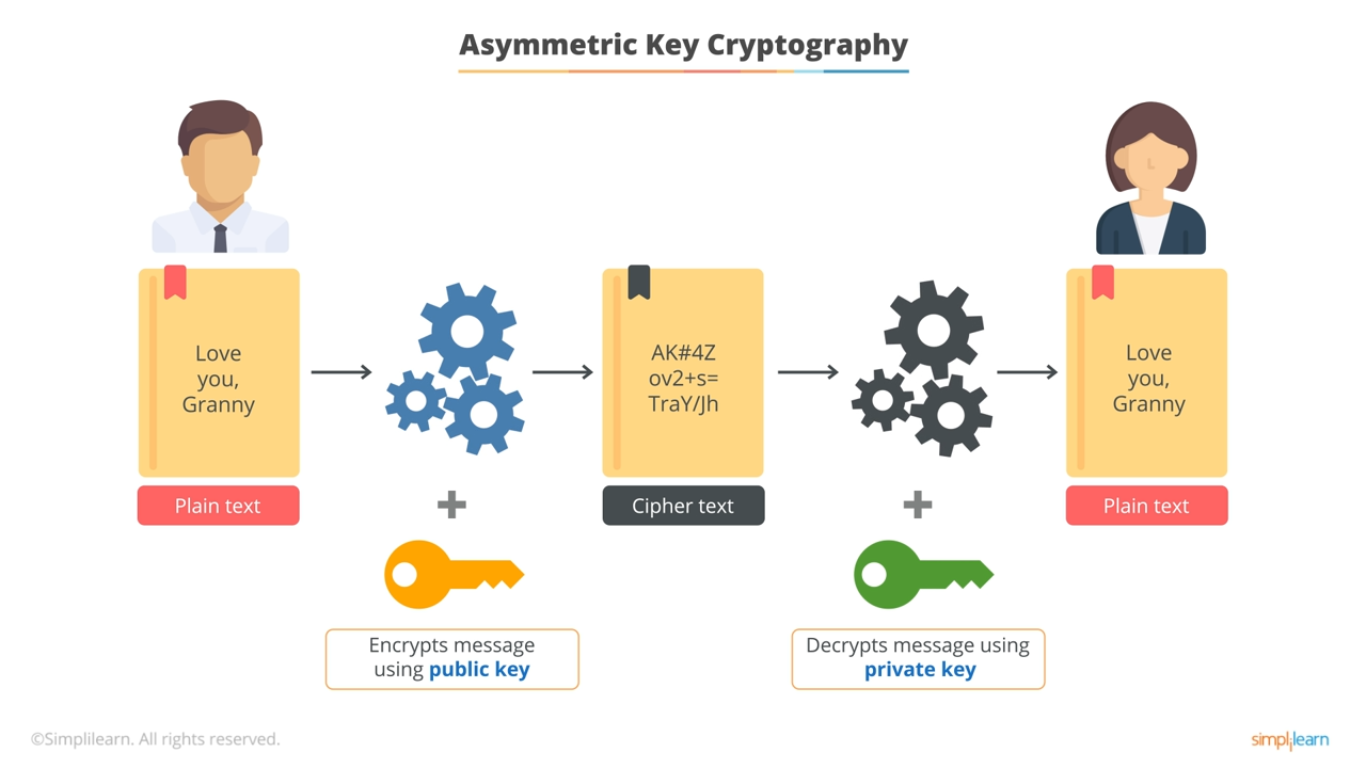 Asymmetric Key Cryptography
Love
you,
Granny
Plain text
AK#4Z
ov2+s=
TraY/Jh
Cipher text
Love
you,
Granny
Plain text
Encrypts message
using public key
Decrypts message using
private key
©Simplilearn. All rights reserved.
simplilearn